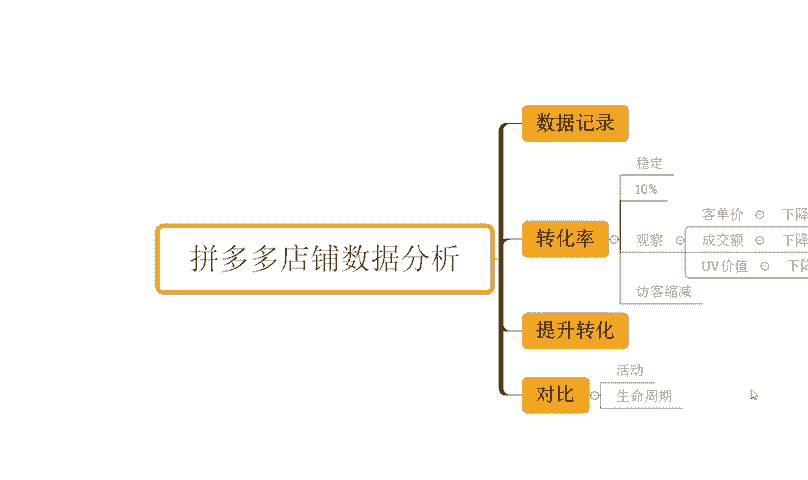 拼多多店铺数据分析
数据记录
转化率
稳定
10%
观察
客单价
下降
成交额
下降
UV价值
下降
访客缩减
提升转化
对比
活动
生命周期